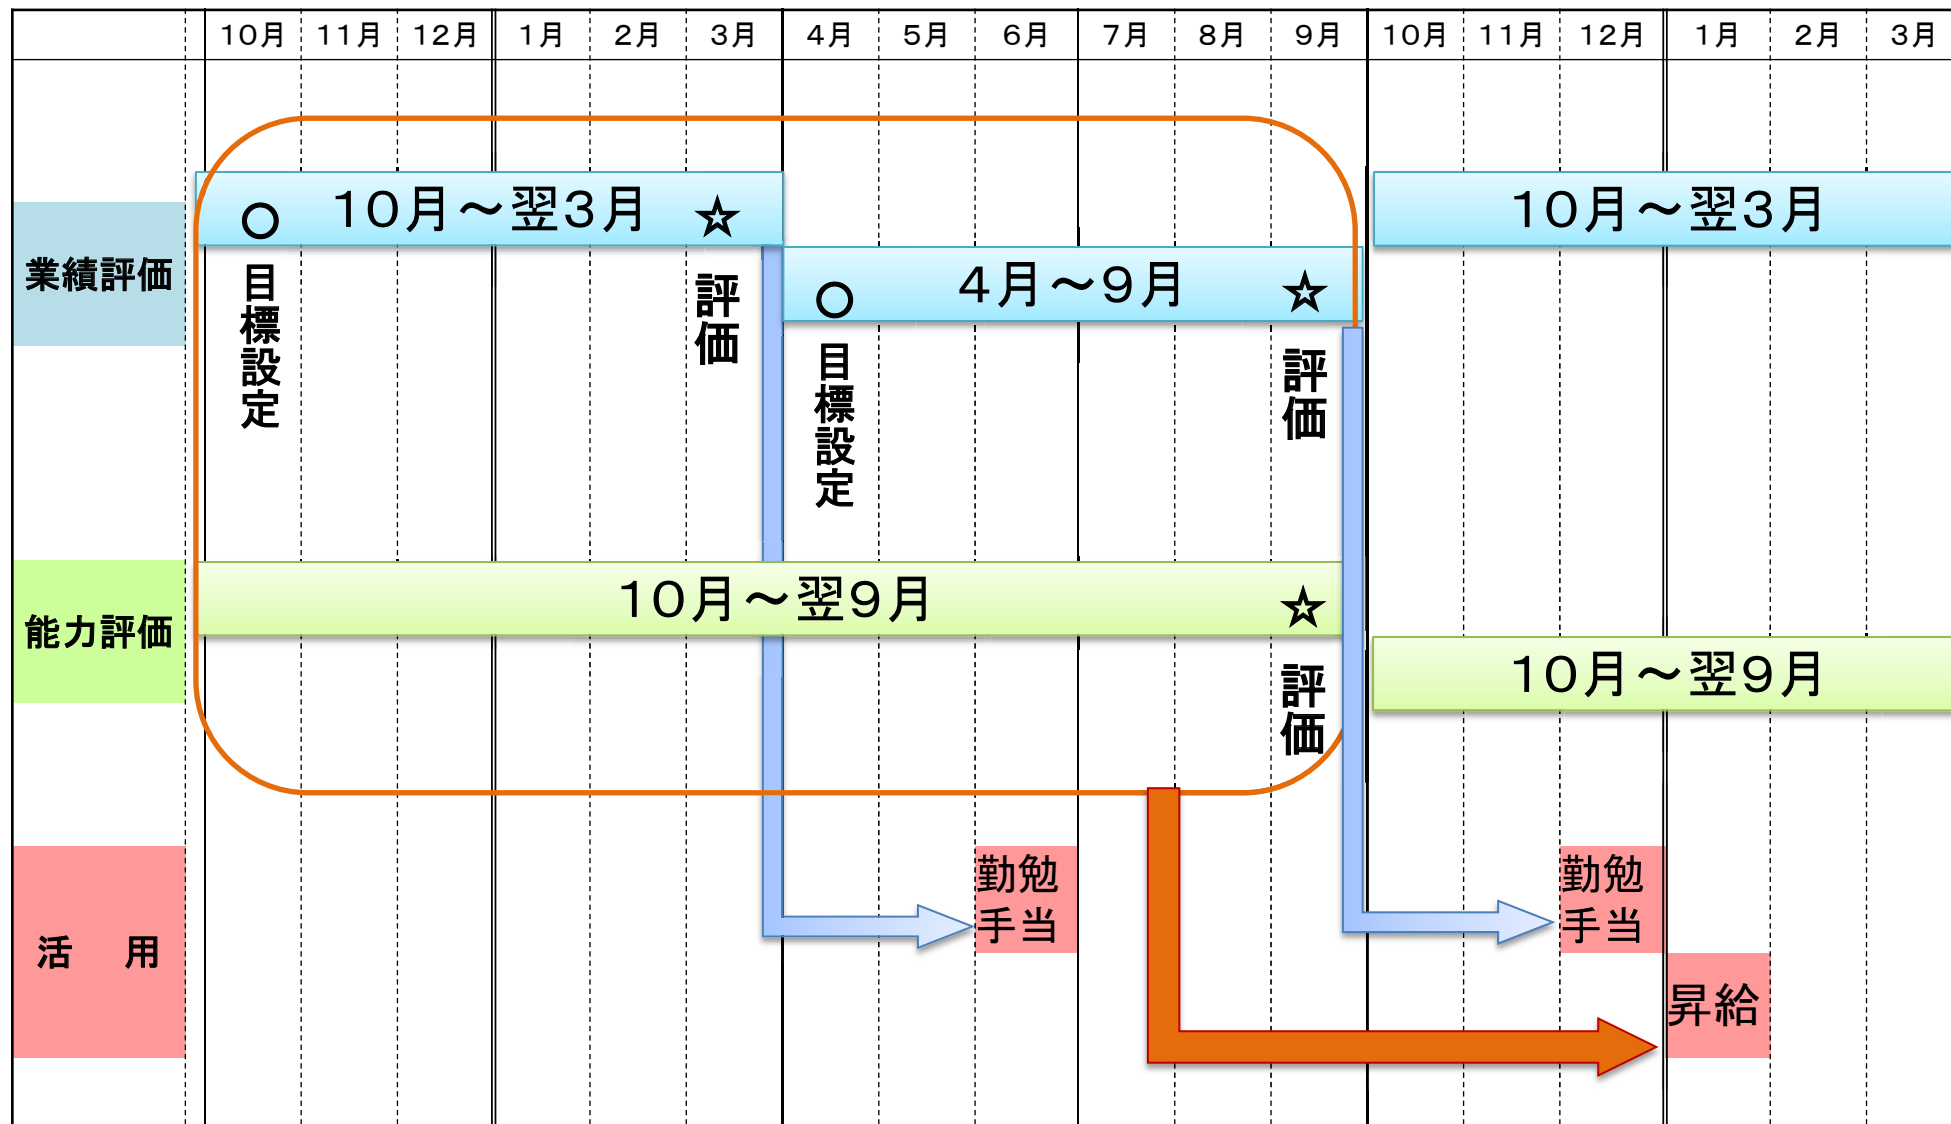 10月 11月 12月 1月 2月 3月 4月 5月 6月 7月 8月 9月 10月 11月 12月 1月 2月 3月
業績評価
○ 10月~翌3月 ☆
目標設定
評価
○ 4月~9月 ☆
目標設定
評価
10月~翌3月
能力評価
10月~翌9月 ☆
評価
10月~翌9月
活 用
勤勉
手当
勤勉
手当
昇給